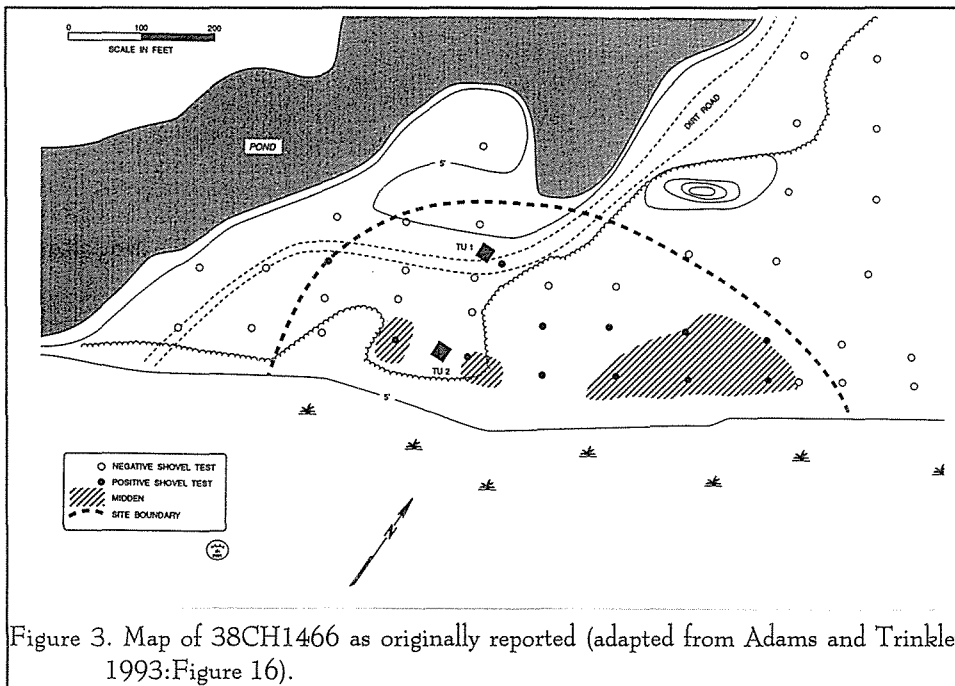 0 100 200
SCALE IN FEET
POND
DIRT ROAD
5'
TU 1
TU 2
5'
NEGATIVE SHOVEL TEST
POSITIVE SHOVEL TEST
MIDDEN
SITE BOUNDARY
N
Figure 3. Map of 38CH1466 as originally reported (adapted from Adams and Trinkle
1993:Figure 16).